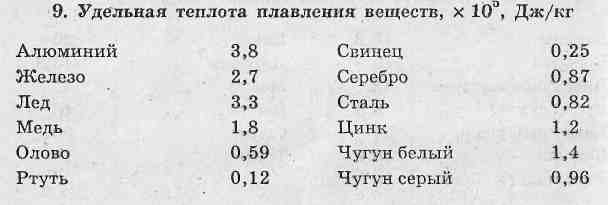 9. Удельная теплота плавления веществ, × 10⁵, Дж/кг
Алюминий 3,8 Свинец 0,25
Железо 2,7 Серебро 0,87
Лед 3,3 Сталь 0,82
Медь 1,8 Цинк 1,2
Олово 0,59 Чугун белый 1,4
Ртуть 0,12 Чугун серый 0,96